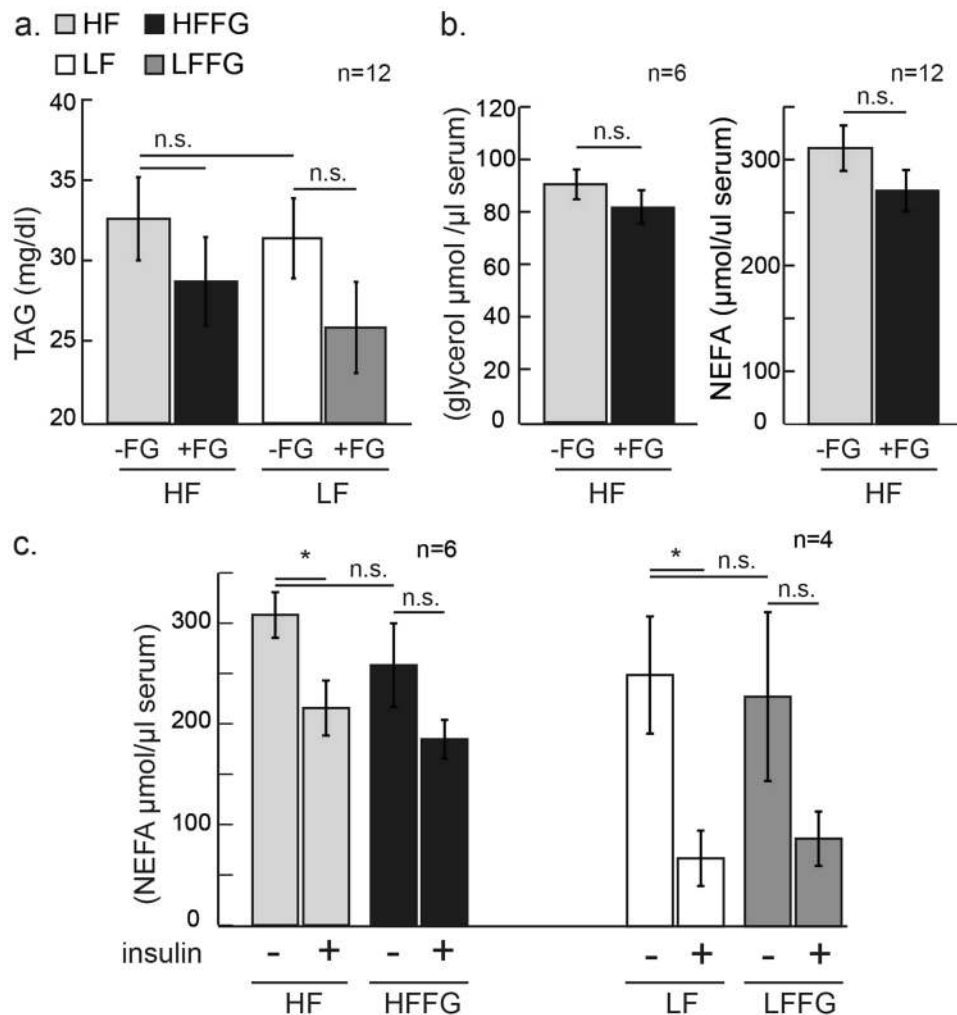 a.
HF
HFFG
LF
LFFG
n=12
40
35
30
25
20
TAG (mg/dl)
n.s.
n.s.
-FG +FG -FG +FG
HF LF
b.
n=6
120
100
80
60
40
20
0
(glycerol µmol /µl serum)
n.s.
-FG +FG
HF
n=12
300
200
100
0
NEFA (µmol/ul serum)
n.s.
-FG +FG
HF
c.
* n=6
n.s.
n.s.
300
200
100
0
(NEFA µmol/µl serum)
* n=4
n.s.
n.s.
insulin - + - + - + - +
HF HFFG LF LFFG